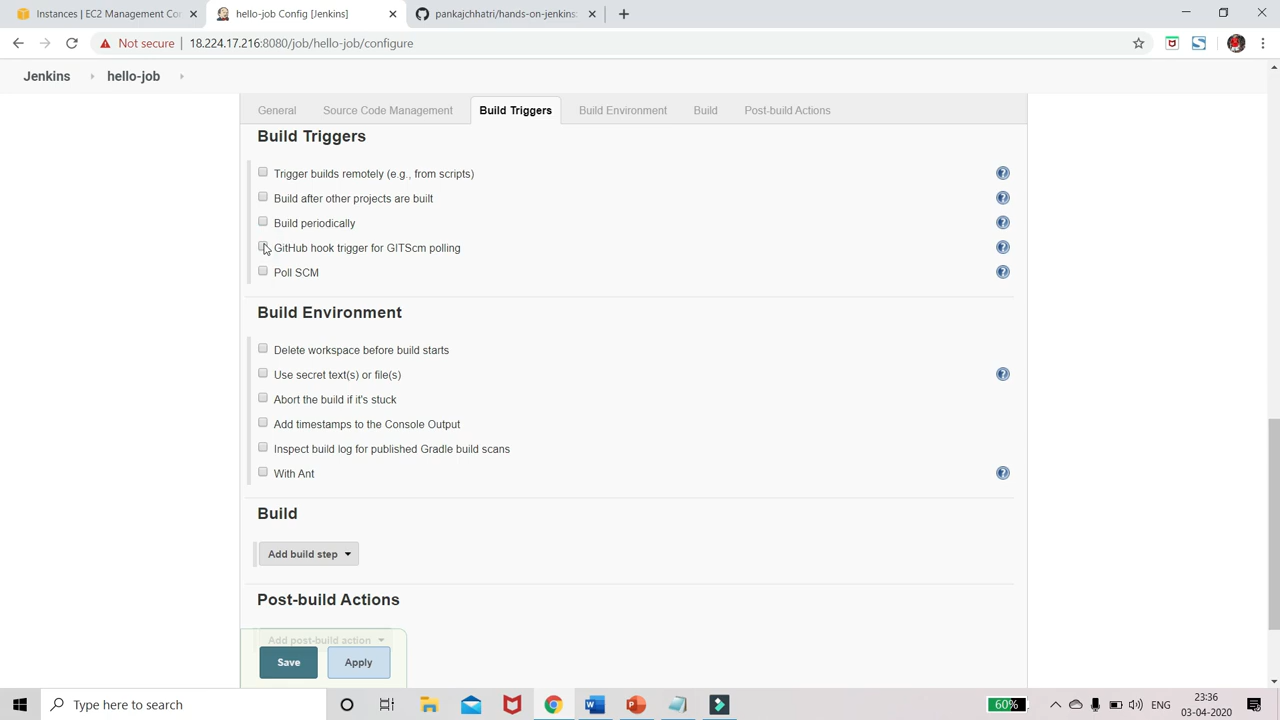 Instances | EC2 Management Co
hello-job Config [Jenkins]
pankajchhatri/hands-on-jenkins:
Not secure
18.224.17.216:8080/job/hello-job/configure
Jenkins
hello-job
General
Source Code Management
Build Triggers
Build Environment
Build
Post-build Actions
Build Triggers
Trigger builds remotely (e.g., from scripts)
Build after other projects are built
Build periodically
GitHub hook trigger for GITScm polling
Poll SCM
Build Environment
Delete workspace before build starts
Use secret text(s) or file(s)
Abort the build if it's stuck
Add timestamps to the Console Output
Inspect build log for published Gradle build scans
With Ant
Build
Add build step
Post-build Actions
Add post-build action
Save
Apply
Type here to search
60%
ENG
23:36
03-04-2020